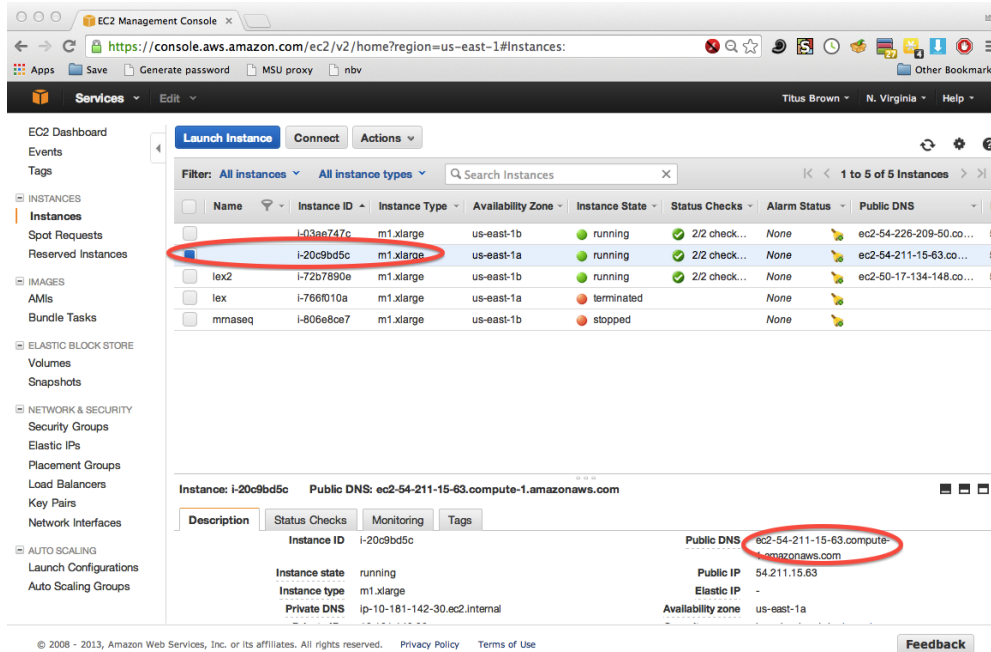 EC2 Management Console ×
https://console.aws.amazon.com/ec2/v2/home?region=us-east-1#Instances:
Apps Save Generate password MSU proxy nbv Other Bookmark
Services Edit Titus Brown N. Virginia Help
EC2 Dashboard
Events
Tags
INSTANCES
Instances
Spot Requests
Reserved Instances
IMAGES
AMIs
Bundle Tasks
ELASTIC BLOCK STORE
Volumes
Snapshots
NETWORK & SECURITY
Security Groups
Elastic IPs
Placement Groups
Load Balancers
Key Pairs
Network Interfaces
AUTO SCALING
Launch Configurations
Auto Scaling Groups
Launch Instance Connect Actions
Filter: All instances All instance types Search Instances × 1 to 5 of 5 Instances
Name Instance ID Instance Type Availability Zone Instance State Status Checks Alarm Status Public DNS
i-03ae747c m1.xlarge us-east-1b running 2/2 check... None ec2-54-226-209-50.co...
i-20c9bd5c m1.xlarge us-east-1a running 2/2 check... None ec2-54-211-15-63.co...
lex2 i-72b7890e m1.xlarge us-east-1b running 2/2 check... None ec2-50-17-134-148.co...
lex i-766f010a m1.xlarge us-east-1a terminated None
mrnaseq i-806e8ce7 m1.xlarge us-east-1b stopped None
Instance: i-20c9bd5c Public DNS: ec2-54-211-15-63.compute-1.amazonaws.com
Description Status Checks Monitoring Tags
Instance ID i-20c9bd5c Public DNS ec2-54-211-15-63.compute-
1.amazonaws.com
Instance state running Public IP 54.211.15.63
Instance type m1.xlarge Elastic IP -
Private DNS ip-10-181-142-30.ec2.internal Availability zone us-east-1a
© 2008 - 2013, Amazon Web Services, Inc. or its affiliates. All rights reserved. Privacy Policy Terms of Use Feedback